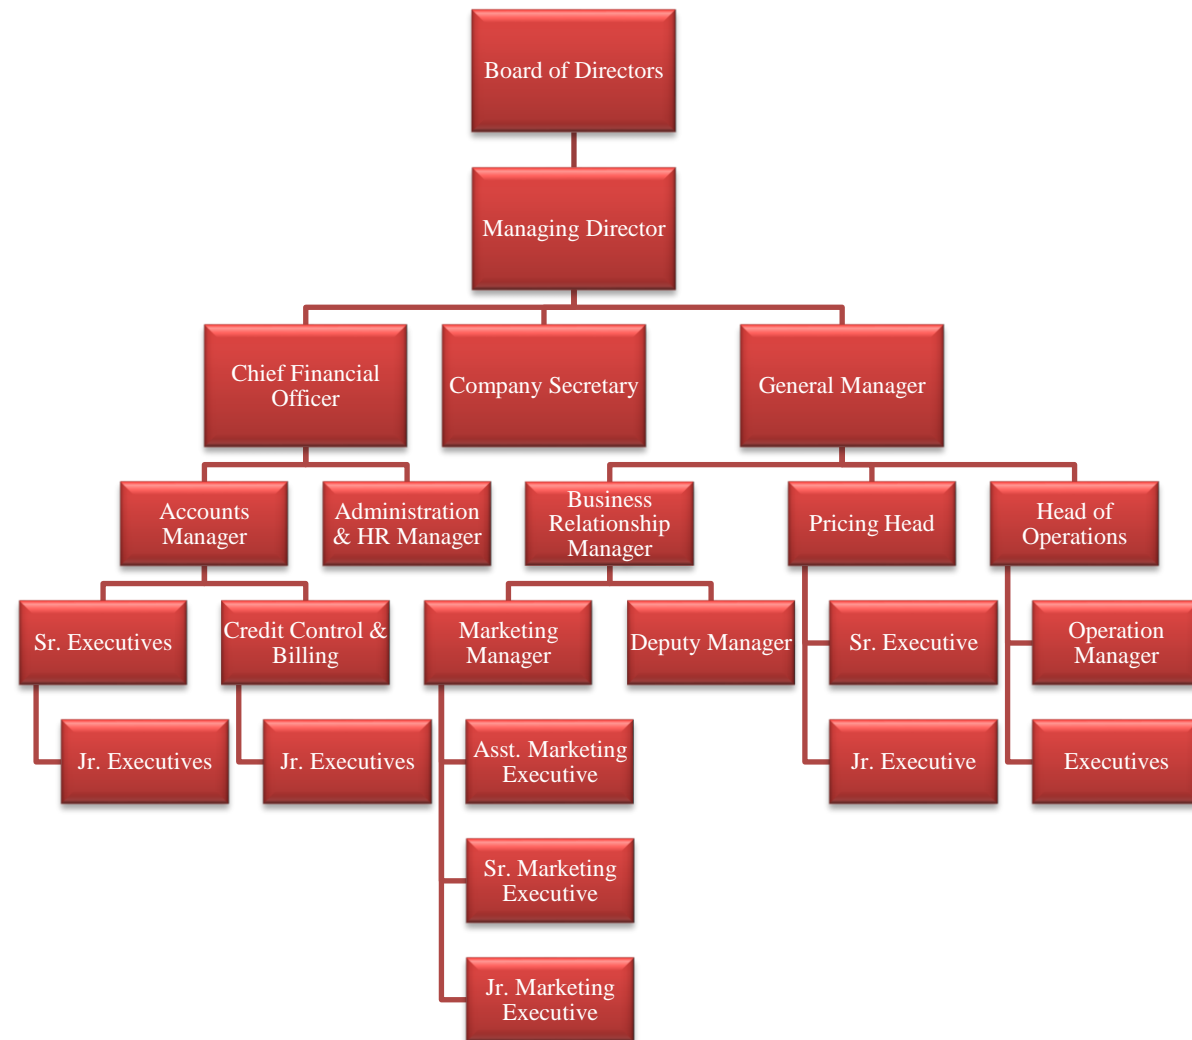 Board of Directors
Managing Director
Chief Financial
Officer
Company Secretary
General Manager
Accounts
Manager
Administration
& HR Manager
Business
Relationship
Manager
Pricing Head
Head of
Operations
Sr. Executives
Credit Control &
Billing
Marketing
Manager
Deputy Manager
Sr. Executive
Operation
Manager
Jr. Executives
Jr. Executives
Asst. Marketing
Executive
Jr. Executive
Executives
Sr. Marketing
Executive
Jr. Marketing
Executive